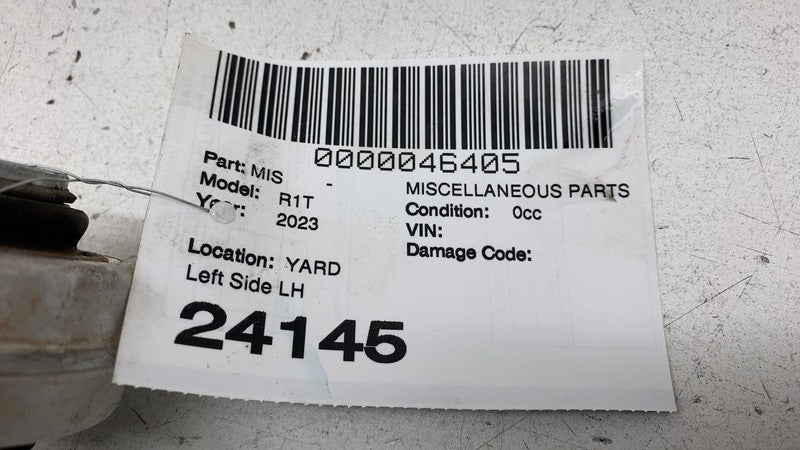 0000046405
Part: MIS - MISCELLANEOUS PARTS
Model: R1T Condition: 0cc
Year: 2023 VIN:
Damage Code:
Location: YARD
Left Side LH
24145